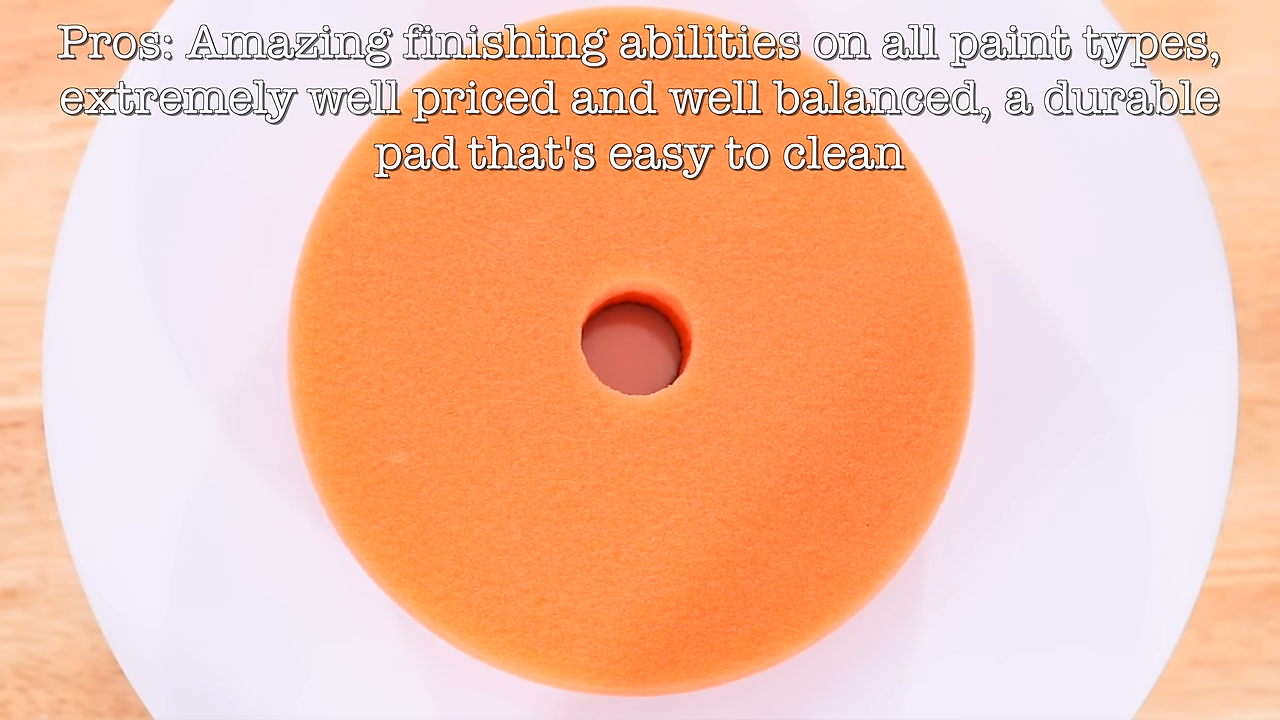 Pros: Amazing finishing abilities on all paint types,
extremely well priced and well balanced, a durable
pad that's easy to clean